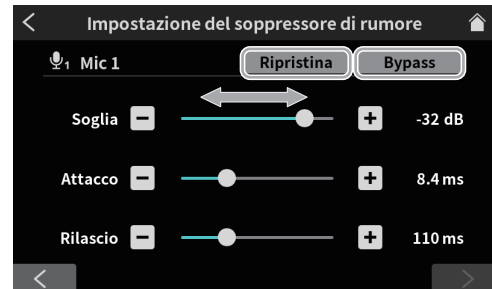 Impostazione del soppressore di rumore
1 Mic 1 Ripristina Bypass
Soglia -32 dB
Attacco 8.4 ms
Rilascio 110 ms